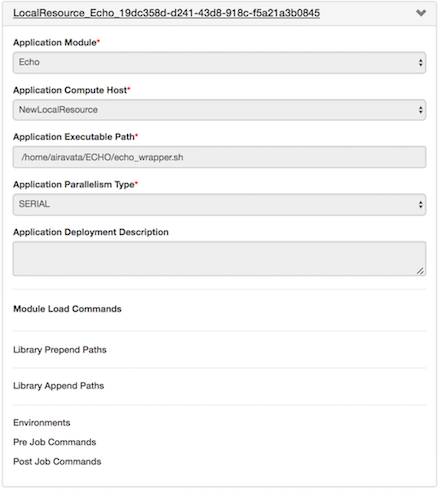 LocalResource_Echo_19dc358d-d241-43d8-918c-f5a21a3b0845
Application Module*
Echo
Application Compute Host*
NewLocalResource
Application Executable Path*
/home/airavata/ECHO/echo_wrapper.sh
Application Parallelism Type*
SERIAL
Application Deployment Description
Module Load Commands
Library Prepend Paths
Library Append Paths
Environments
Pre Job Commands
Post Job Commands